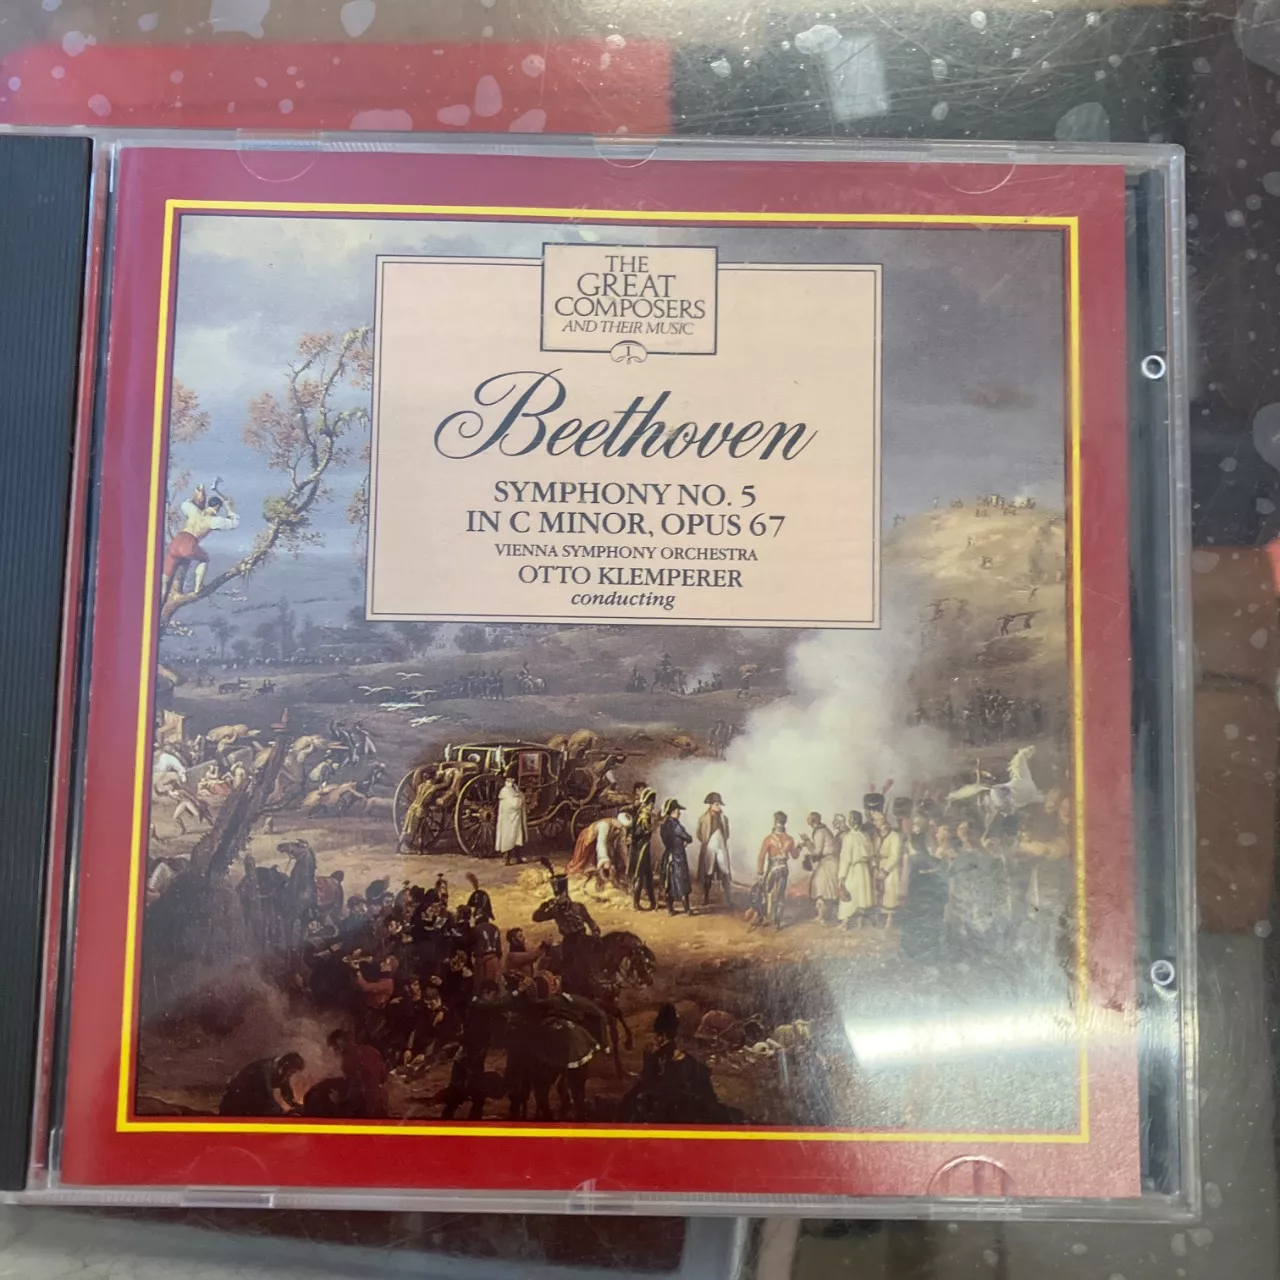 THE
GREAT
COMPOSERS
AND THEIR MUSIC
1
Beethoven
SYMPHONY NO. 5
IN C MINOR, OPUS 67
VIENNA SYMPHONY ORCHESTRA
OTTO KLEMPERER
conducting